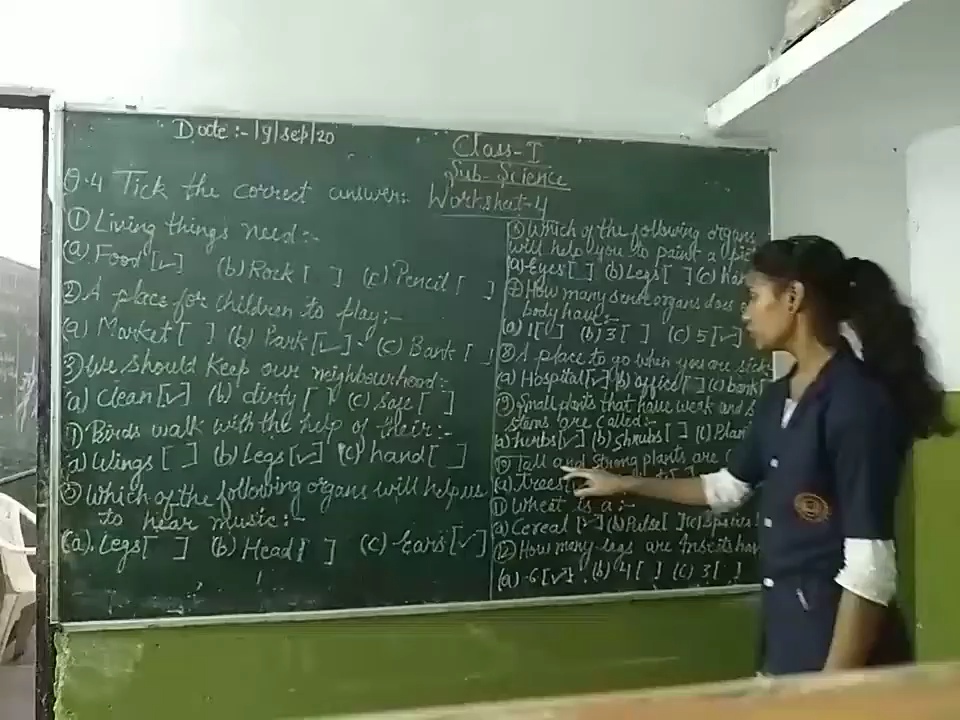 Date:- 19/sep/20
Class-I
Sub-Science
Worksheet-4
Q.4 Tick the correct answer:
① Living things need:-
(a) Food [✓] (b) Rock [ ] (c) Pencil [ ]
② A place for children to play:-
(a) Market [ ] (b) Park [✓] (c) Bank [ ]
③ We should keep our neighbourhood:-
(a) Clean [✓] (b) dirty [ ] (c) Safe [ ]
④ Birds walk with the help of their:-
(a) Wings [ ] (b) Legs [✓] (c) hand [ ]
⑤ Which of the following organs will help us
to hear music:-
(a). Legs [ ] (b) Head [ ] (c) Ears [✓]
⑥ Which of the following organs
will help you to paint a
(a) Eyes [ ] (b) Legs [ ] (c)
⑦ How many sense organs does
body have:-
(a) 1 [ ] (b) 3 [ ] (c) 5 [✓]
⑧ A place to go when you are sick
(a) Hospital [✓] (b) office [ ] (c) bank [
⑨ Small plants that have weak and
stems are called:-
(a) herbs [✓] (b) Shrubs [ ] (c)
⑩ Tall and strong plants are
(a) Trees [
⑪ Wheat is a:-
(a) Cereal [✓] (b) Pulse [ ] (c) Spices
⑫ How many legs are Insects
(a) 6 [✓] (b) 4 [ ] (c) 3 [ ]